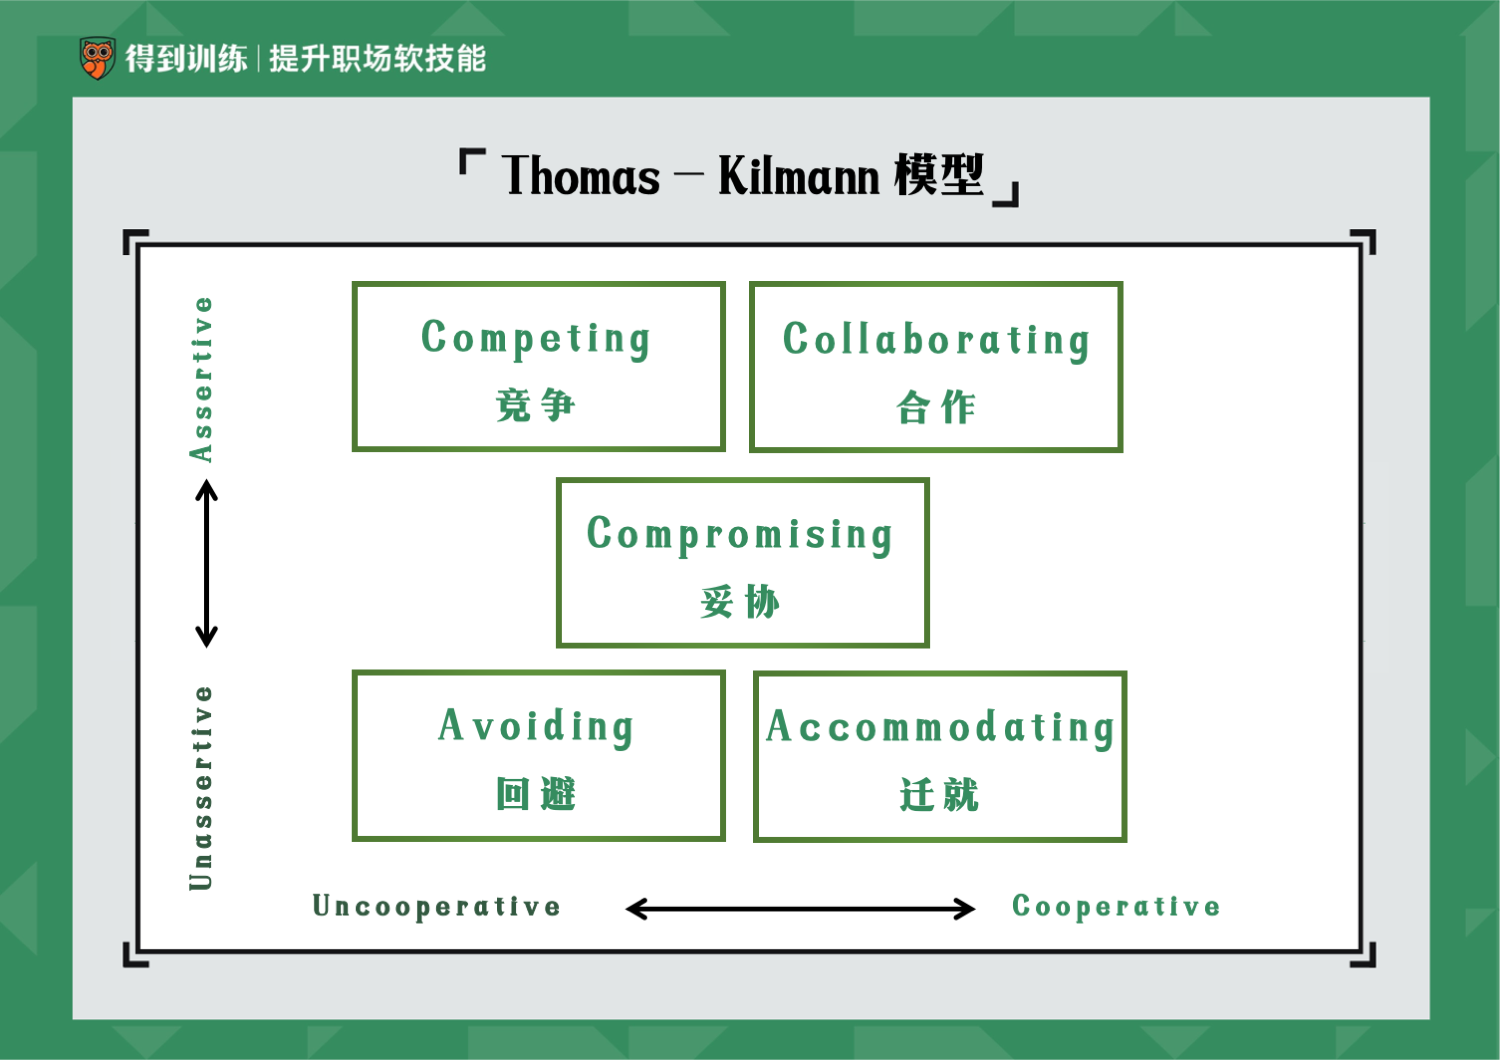 得到训练 | 提升职场软技能
「Thomas – Kilmann 模型」
Assertive
Competing
竞争
Collaborating
合作
Compromising
妥协
Unassertive
Avoiding
回避
Accommodating
迁就
Uncooperative
Cooperative